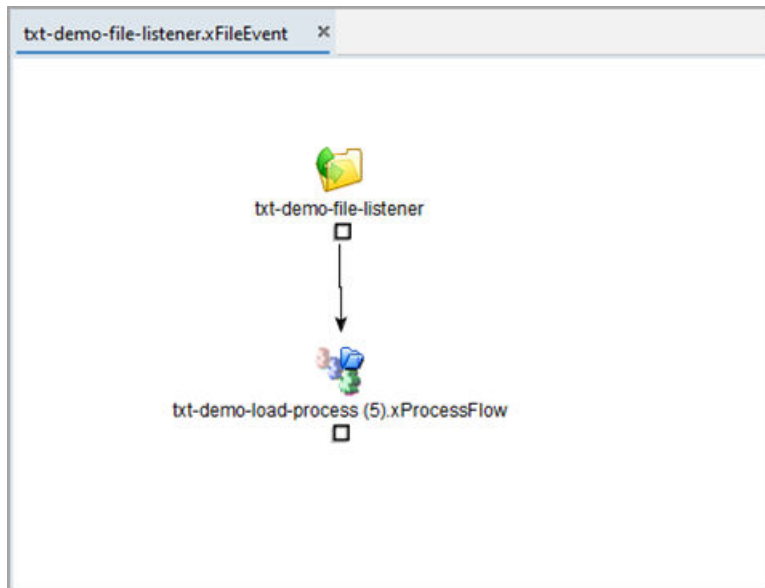 txt-demo-file-listener.xFileEvent ×
txt-demo-file-listener
txt-demo-load-process (5).xProcessFlow